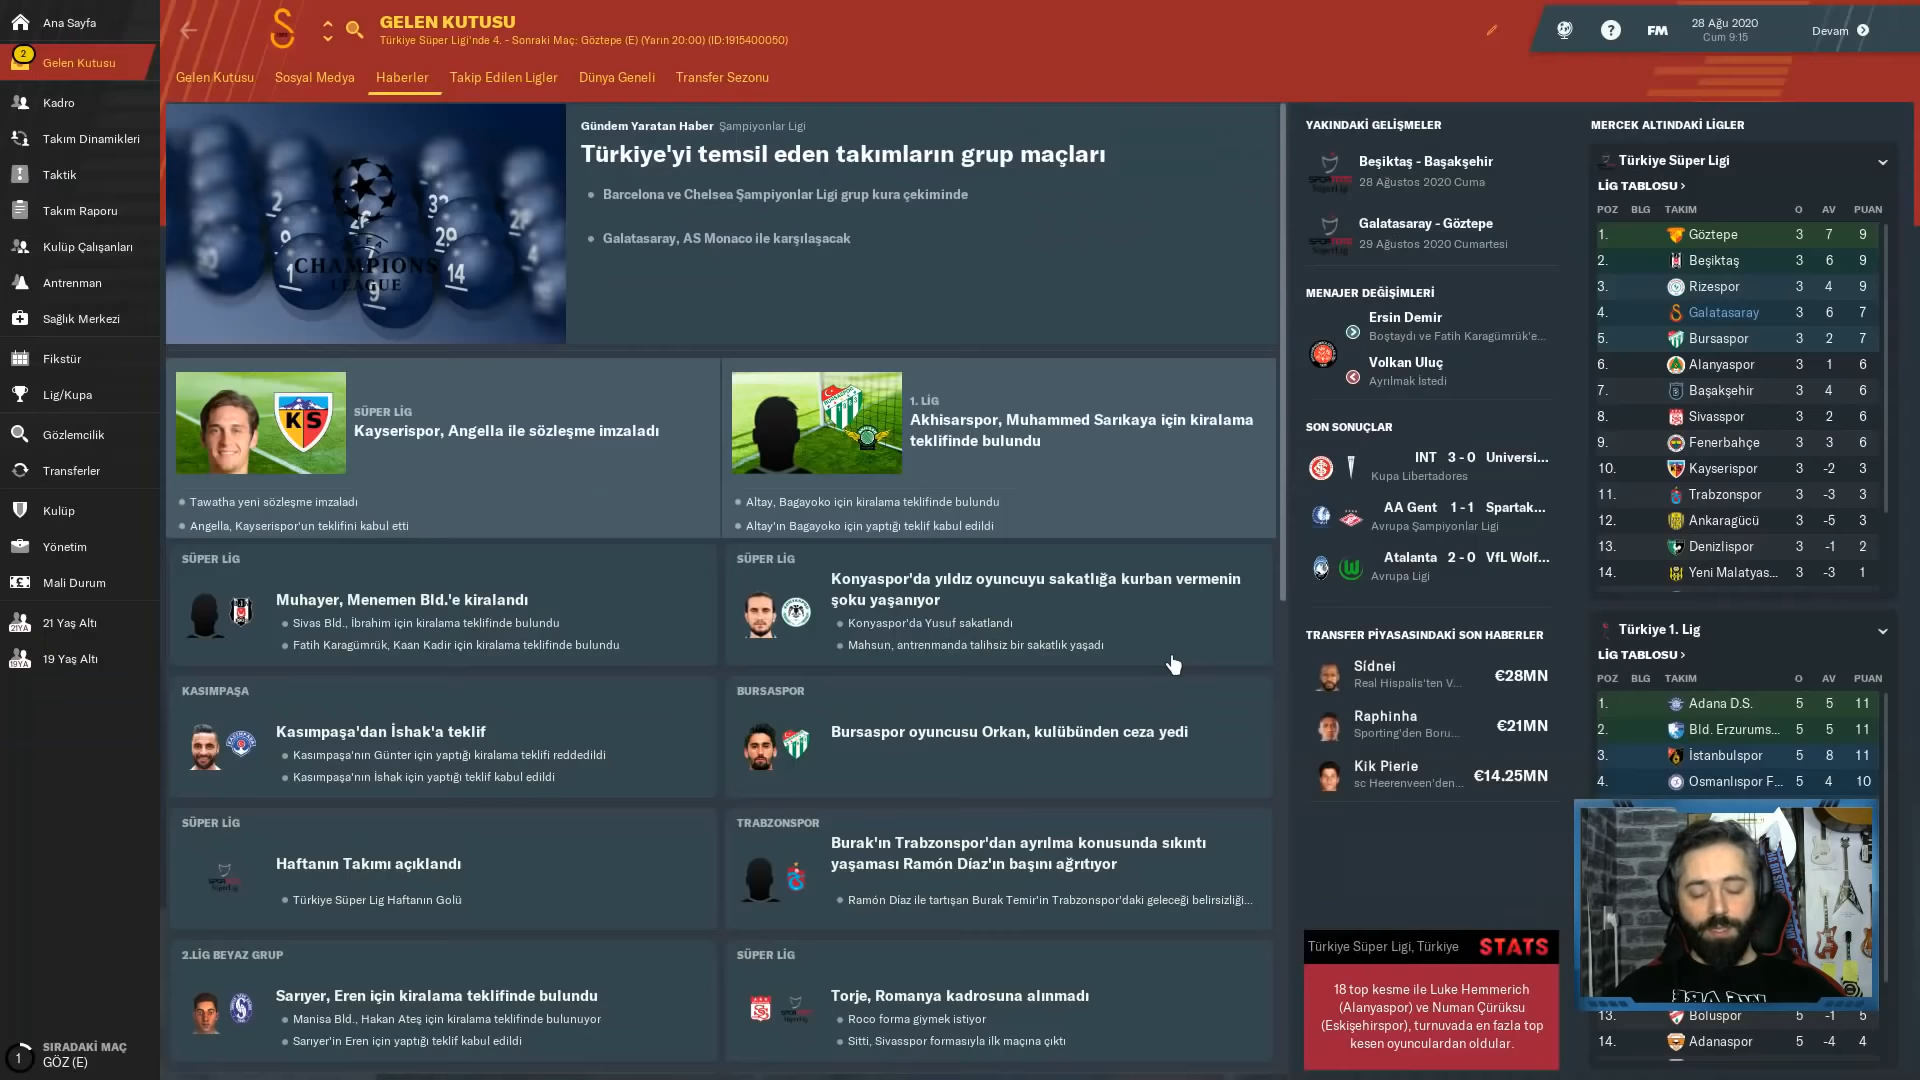 Ana Sayfa
2
Gelen Kutusu
Kadro
Takım Dinamikleri
Taktik
Takım Raporu
Kulüp Çalışanları
Antrenman
Sağlık Merkezi
Fikstür
Lig/Kupa
Gözlemcilik
Transferler
Kulüp
Yönetim
Mali Durum
21 Yaş Altı
19 Yaş Altı
1
SIRADAKİ MAÇ
GÖZ (E)
GELEN KUTUSU
Türkiye Süper Ligi'nde 4. - Sonraki Maç: Göztepe (E) (Yarın 20:00) (ID:1915400050)
FM
28 Ağu 2020
Cum 9:15
Devam
Gelen Kutusu
Sosyal Medya
Haberler
Takip Edilen Ligler
Dünya Geneli
Transfer Sezonu
CHAMPIONS
LEAGUE
Gündem Yaratan Haber Şampiyonlar Ligi
Türkiye'yi temsil eden takımların grup maçları
Barcelona ve Chelsea Şampiyonlar Ligi grup kura çekiminde
Galatasaray, AS Monaco ile karşılaşacak
SÜPER LİG
Kayserispor, Angella ile sözleşme imzaladı
Tawatha yeni sözleşme imzaladı
Angella, Kayserispor'un teklifini kabul etti
1. LİG
Akhisarspor, Muhammed Sarıkaya için kiralama
teklifinde bulundu
Altay, Bagayoko için kiralama teklifinde bulundu
Altay'ın Bagayoko için yaptığı teklif kabul edildi
SÜPER LİG
Muhayer, Menemen Bld.'e kiralandı
Sivas Bld., İbrahim için kiralama teklifinde bulundu
Fatih Karagümrük, Kaan Kadir için kiralama teklifinde bulundu
SÜPER LİG
Konyaspor'da yıldız oyuncuyu sakatlığa kurban vermenin
şoku yaşanıyor
Konyaspor'da Yusuf sakatlandı
Mahsun, antrenmanda talihsiz bir sakatlık yaşadı
KASIMPAŞA
Kasımpaşa'dan İshak'a teklif
Kasımpaşa'nın Günter için yaptığı kiralama teklifi reddedildi
Kasımpaşa'nın İshak için yaptığı teklif kabul edildi
BURSASPOR
Bursaspor oyuncusu Orkan, kulübünden ceza yedi
SÜPER LİG
Haftanın Takımı açıklandı
Türkiye Süper Lig Haftanın Golü
TRABZONSPOR
Burak'ın Trabzonspor'dan ayrılma konusunda sıkıntı
yaşaması Ramón Díaz'ın başını ağrıtıyor
Ramón Díaz ile tartışan Burak Temir'in Trabzonspor'daki geleceği belirsizliği...
2.LİG BEYAZ GRUP
Sarıyer, Eren için kiralama teklifinde bulundu
Manisa Bld., Hakan Ateş için kiralama teklifinde bulunuyor
Sarıyer'in Eren için yaptığı teklif kabul edildi
SÜPER LİG
Torje, Romanya kadrosuna alınmadı
Roco forma giymek istiyor
Sitti, Sivasspor formasıyla ilk maçına çıktı
YAKINDAKİ GELİŞMELER
Beşiktaş - Başakşehir
28 Ağustos 2020 Cuma
Galatasaray - Göztepe
29 Ağustos 2020 Cumartesi
MENAJER DEĞİŞİMLERİ
Ersin Demir
Boştaydı ve Fatih Karagümrük'e...
Volkan Uluç
Ayrılmak İstedi
SON SONUÇLAR
INT 3 - 0 Universi...
Kupa Libertadores
AA Gent 1 - 1 Spartak...
Avrupa Şampiyonlar Ligi
Atalanta 2 - 0 VfL Wolf...
Avrupa Ligi
TRANSFER PİYASASINDAKİ SON HABERLER
Sídnei €28MN
Real Hispalis'ten V...
Raphinha €21MN
Sporting'den Boru...
Kik Pierie €14.25MN
sc Heerenveen'den...
Türkiye Süper Ligi, Türkiye STATS
18 top kesme ile Luke Hemmerich
(Alanyaspor) ve Numan Çürüksu
(Eskişehirspor), turnuvada en fazla top
kesen oyunculardan oldular.
MERCEK ALTINDAKİ LİGLER
Türkiye Süper Ligi
LİG TABLOSU ›
POZ BLG TAKIM O AV PUAN
1. Göztepe 3 7 9
2. Beşiktaş 3 6 9
3. Rizespor 3 4 9
4. Galatasaray 3 6 7
5. Bursaspor 3 2 7
6. Alanyaspor 3 1 6
7. Başakşehir 3 4 6
8. Sivasspor 3 2 6
9. Fenerbahçe 3 3 6
10. Kayserispor 3 -2 3
11. Trabzonspor 3 -3 3
12. Ankaragücü 3 -5 3
13. Denizlispor 3 -1 2
14. Yeni Malatyas... 3 -3 1
Türkiye 1. Lig
LİG TABLOSU ›
POZ BLG TAKIM O AV PUAN
1. Adana D.S. 5 5 11
2. Bld. Erzurums... 5 5 11
3. İstanbulspor 5 8 11
4. Osmanlıspor F... 5 4 10
13. Boluspor 5 -1 5
14. Adanaspor 5 -4 4